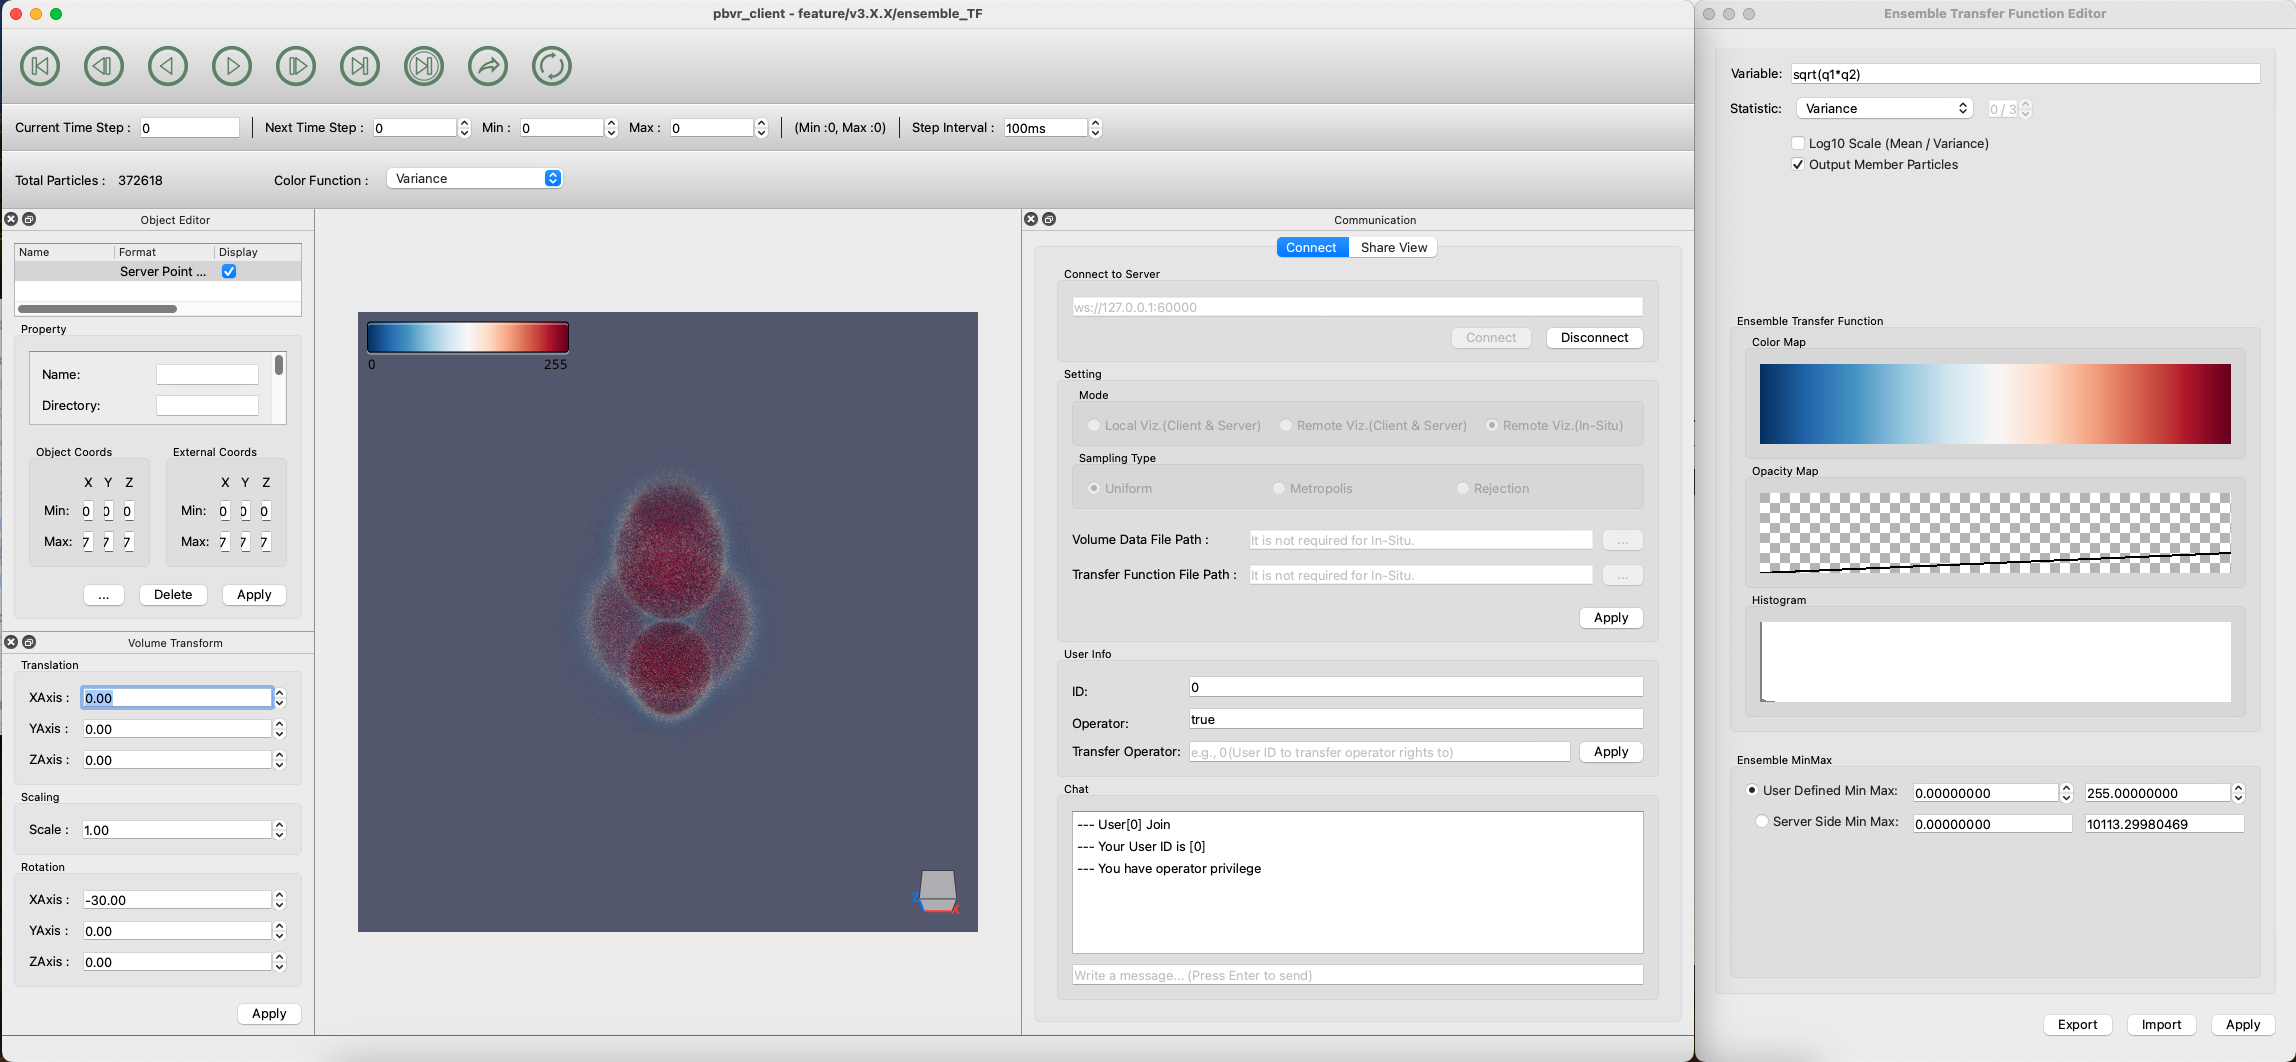 pbvr_client - feature/v3.X.X/ensemble_TF
Current Time Step : 0 Next Time Step : 0 Min : 0 Max : 0 (Min :0, Max :0) Step Interval : 100ms
Total Particles : 372618 Color Function : Variance
Object Editor
Name Format Display
Server Point ...
Property
Name:
Directory:
Object Coords External Coords
X Y Z X Y Z
Min: 0 0 0 Min: 0 0 0
Max: 7 7 7 Max: 7 7 7
... Delete Apply
Volume Transform
Translation
XAxis : 0.00
YAxis : 0.00
ZAxis : 0.00
Scaling
Scale : 1.00
Rotation
XAxis : -30.00
YAxis : 0.00
ZAxis : 0.00
Apply
0 255
Z X
Communication
Connect Share View
Connect to Server
ws://127.0.0.1:60000
Connect Disconnect
Setting
Mode
Local Viz.(Client & Server) Remote Viz.(Client & Server) Remote Viz.(In-Situ)
Sampling Type
Uniform Metropolis Rejection
Volume Data File Path : It is not required for In-Situ. ...
Transfer Function File Path : It is not required for In-Situ. ...
Apply
User Info
ID: 0
Operator: true
Transfer Operator: e.g., 0(User ID to transfer operator rights to) Apply
Chat
--- User[0] Join
--- Your User ID is [0]
--- You have operator privilege
Write a message... (Press Enter to send)
Ensemble Transfer Function Editor
Variable: sqrt(q1*q2)
Statistic: Variance 0 / 3
Log10 Scale (Mean / Variance)
Output Member Particles
Ensemble Transfer Function
Color Map
Opacity Map
Histogram
Ensemble MinMax
User Defined Min Max: 0.00000000 255.00000000
Server Side Min Max: 0.00000000 10113.29980469
Export Import Apply